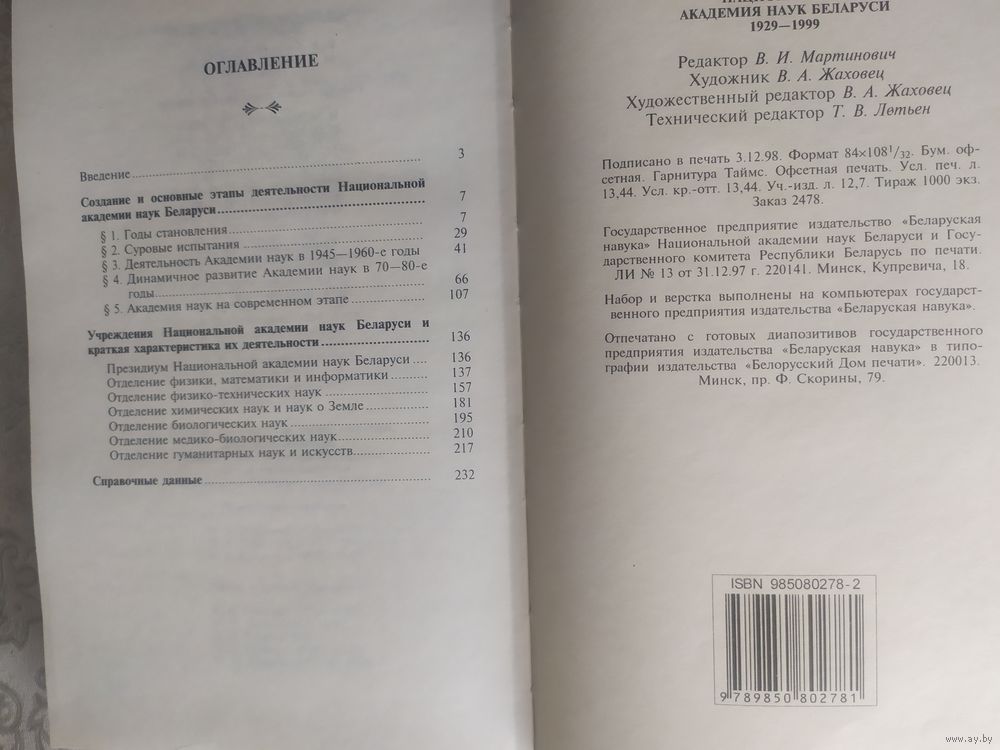 ОГЛАВЛЕНИЕ
Введение 3
Создание и основные этапы деятельности Национальной
академии наук Беларуси 7
§ 1. Годы становления 7
§ 2. Суровые испытания 29
§ 3. Деятельность Академии наук в 1945—1960-е годы 41
§ 4. Динамичное развитие Академии наук в 70—80-е
годы 66
§ 5. Академия наук на современном этапе 107
Учреждения Национальной академии наук Беларуси и
краткая характеристика их деятельности 136
Президиум Национальной академии наук Беларуси 136
Отделение физики, математики и информатики 137
Отделение физико-технических наук 157
Отделение химических наук и наук о Земле 181
Отделение биологических наук 195
Отделение медико-биологических наук 210
Отделение гуманитарных наук и искусств 217
Справочные данные 232
АКАДЕМИЯ НАУК БЕЛАРУСИ
1929—1999
Редактор В. И. Мартинович
Художник В. А. Жаховец
Художественный редактор В. А. Жаховец
Технический редактор Т. В. Летьен
Подписано в печать 3.12.98. Формат 84×108¹/₃₂. Бум. оф-
сетная. Гарнитура Таймс. Офсетная печать. Усл. печ. л.
13,44. Усл. кр.-отт. 13,44. Уч.-изд. л. 12,7. Тираж 1000 экз.
Заказ 2478.
Государственное предприятие издательство «Беларуская
навука» Национальной академии наук Беларуси и Госу-
дарственного комитета Республики Беларусь по печати.
ЛИ № 13 от 31.12.97 г. 220141. Минск, Купревича, 18.
Набор и верстка выполнены на компьютерах государст-
венного предприятия издательства «Беларуская навука».
Отпечатано с готовых диапозитивов государственного
предприятия издательства «Беларуская навука» в типо-
графии издательства «Белорусский Дом печати». 220013.
Минск, пр. Ф. Скорины, 79.
ISBN 985080278-2
9 789850 802781
www.ay.by